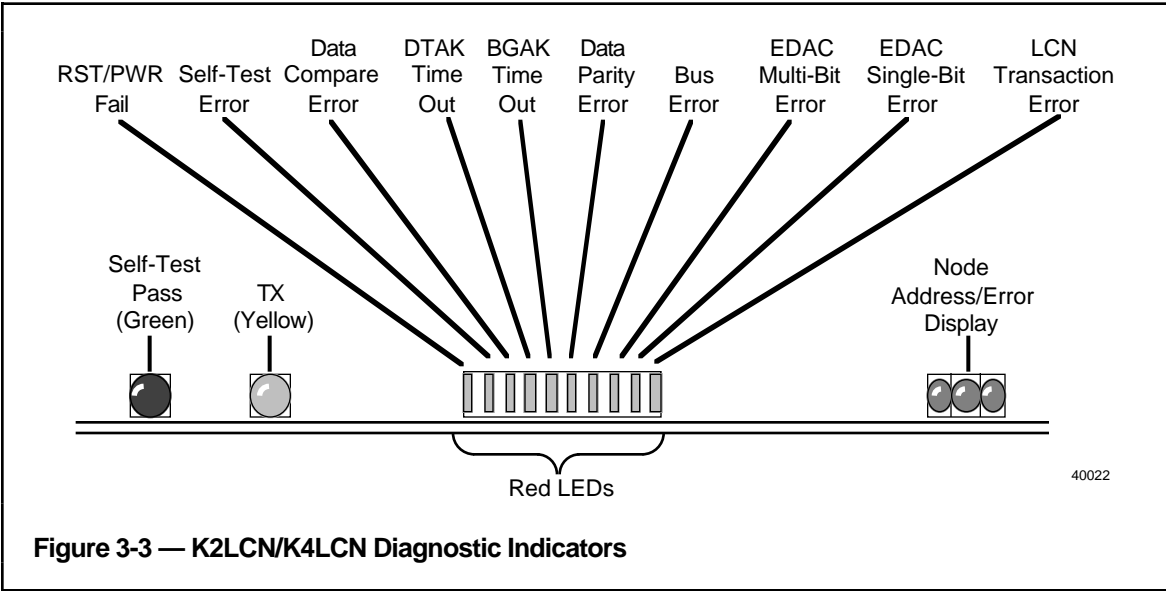 RST/PWR
Fail
Self-Test
Error
Data
Compare
Error
DTAK
Time
Out
BGAK
Time
Out
Data
Parity
Error
Bus
Error
EDAC
Multi-Bit
Error
EDAC
Single-Bit
Error
LCN
Transaction
Error
Self-Test
Pass
(Green)
TX
(Yellow)
Node
Address/Error
Display
Red LEDs
40022
Figure 3-3 — K2LCN/K4LCN Diagnostic Indicators